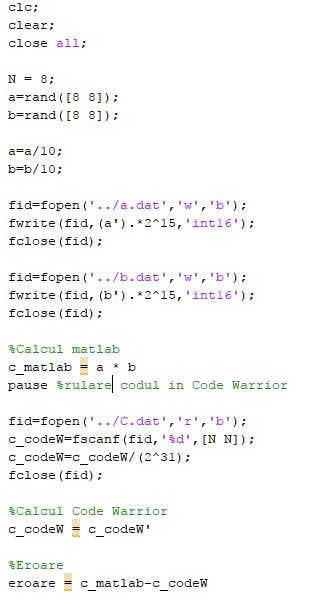 clc;
clear;
close all;
N = 8;
a=rand([8 8]);
b=rand([8 8]);
a=a/10;
b=b/10;
fid=fopen('../a.dat','w','b');
fwrite(fid,(a').*2^15,'int16');
fclose(fid);
fid=fopen('../b.dat','w','b');
fwrite(fid,(b').*2^15,'int16');
fclose(fid);
%Calcul matlab
c_matlab = a * b
pause %rulare codul in Code Warrior
fid=fopen('../C.dat','r','b');
c_codeW=fscanf(fid,'%d',[N N]);
c_codeW=c_codeW/(2^31);
fclose(fid);
%Calcul Code Warrior
c_codeW = c_codeW'
%Eroare
eroare = c_matlab-c_codeW